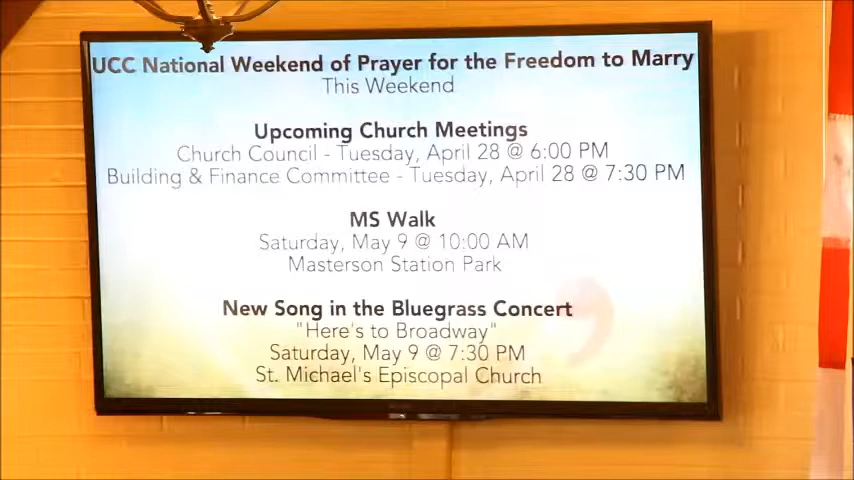 UCC National Weekend of Prayer for the Freedom to Marry
This Weekend
Upcoming Church Meetings
Church Council - Tuesday, April 28 @ 6:00 PM
Building & Finance Committee - Tuesday, April 28 @ 7:30 PM
MS Walk
Saturday, May 9 @ 10:00 AM
Masterson Station Park
New Song in the Bluegrass Concert
"Here's to Broadway"
Saturday, May 9 @ 7:30 PM
St. Michael's Episcopal Church